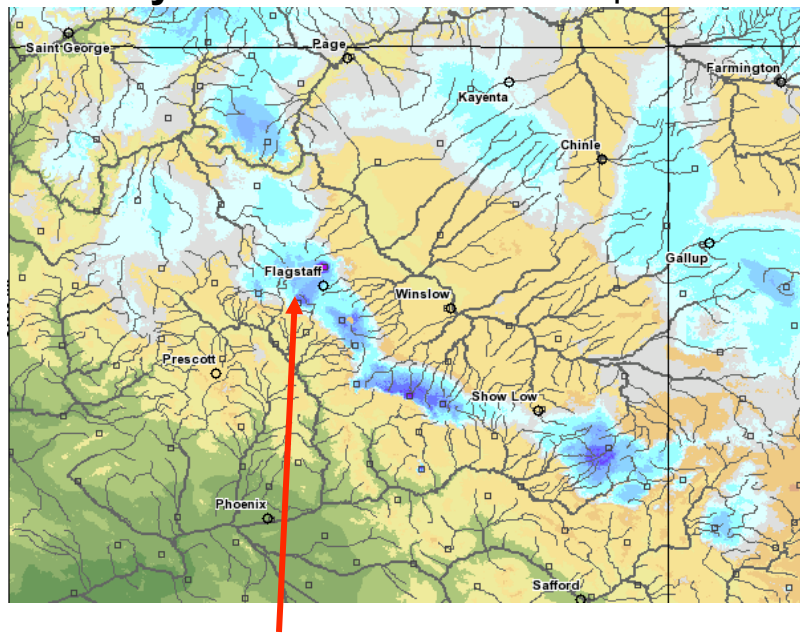 Saint George
Page
Farmington
Kayenta
Chinle
Gallup
Flagstaff
Winslow
Prescott
Show Low
Phoenix
Safford